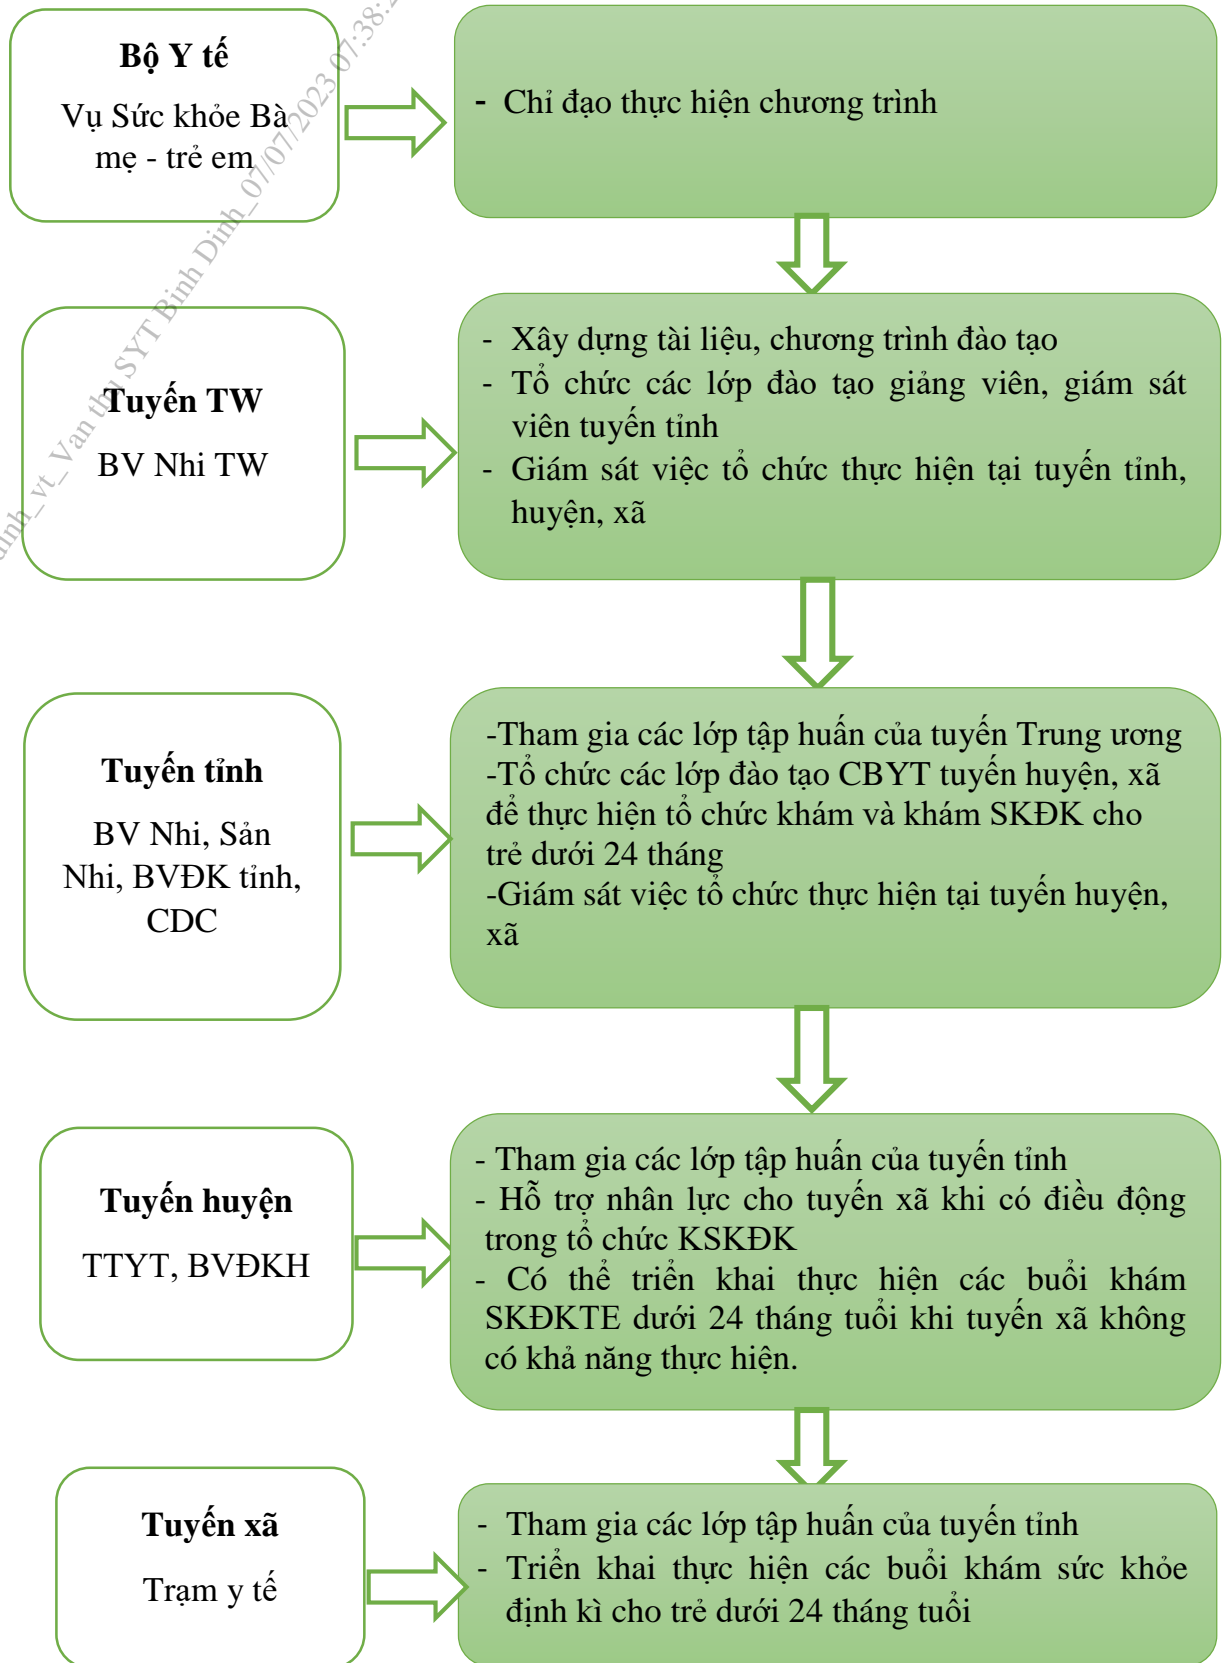 Bộ Y tế
Vụ Sức khỏe Bà
mẹ - trẻ em
- Chỉ đạo thực hiện chương trình
Tuyến TW
BV Nhi TW
- Xây dựng tài liệu, chương trình đào tạo
- Tổ chức các lớp đào tạo giảng viên, giám sát
viên tuyến tỉnh
- Giám sát việc tổ chức thực hiện tại tuyến tỉnh,
huyện, xã
Tuyến tỉnh
BV Nhi, Sản
Nhi, BVĐK tỉnh,
CDC
-Tham gia các lớp tập huấn của tuyến Trung ương
-Tổ chức các lớp đào tạo CBYT tuyến huyện, xã
để thực hiện tổ chức khám và khám SKĐK cho
trẻ dưới 24 tháng
-Giám sát việc tổ chức thực hiện tại tuyến huyện,
xã
Tuyến huyện
TTYT, BVĐKH
- Tham gia các lớp tập huấn của tuyến tỉnh
- Hỗ trợ nhân lực cho tuyến xã khi có điều động
trong tổ chức KSKĐK
- Có thể triển khai thực hiện các buổi khám
SKĐKTE dưới 24 tháng tuổi khi tuyến xã không
có khả năng thực hiện.
Tuyến xã
Trạm y tế
- Tham gia các lớp tập huấn của tuyến tỉnh
- Triển khai thực hiện các buổi khám sức khỏe
định kì cho trẻ dưới 24 tháng tuổi
vt_Van thu SYT Binh Dinh_07/07/2023 07:38: